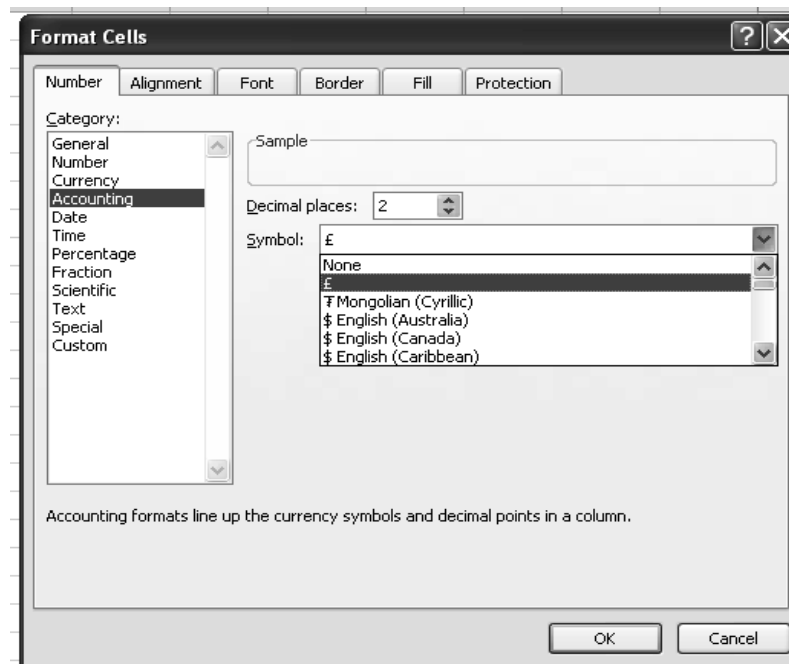 Format Cells
Number Alignment Font Border Fill Protection
Category:
General
Number
Currency
Accounting
Date
Time
Percentage
Fraction
Scientific
Text
Special
Custom
Sample
Decimal places: 2
Symbol: £
None
£
₮ Mongolian (Cyrillic)
$ English (Australia)
$ English (Canada)
$ English (Caribbean)
Accounting formats line up the currency symbols and decimal points in a column.
OK Cancel